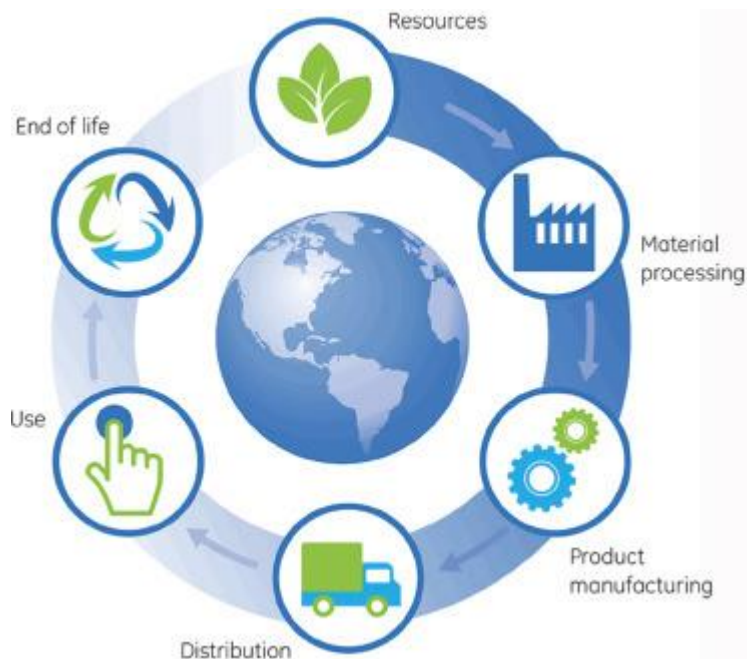 Resources
Material
processing
Product
manufacturing
Distribution
Use
End of life